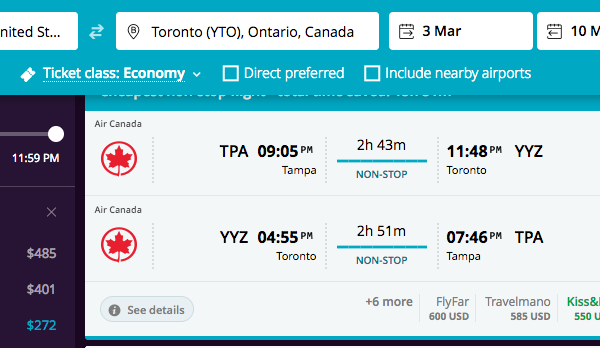 nited St...
Toronto (YTO), Ontario, Canada
3 Mar
10 M
Ticket class: Economy
Direct preferred
Include nearby airports
11:59 PM
$485
$401
$272
Air Canada
TPA 09:05 PM
Tampa
2h 43m
NON-STOP
11:48 PM YYZ
Toronto
Air Canada
YYZ 04:55 PM
Toronto
2h 51m
NON-STOP
07:46 PM TPA
Tampa
See details
+6 more
FlyFar
600 USD
Travelmano
585 USD
Kiss&
550 U